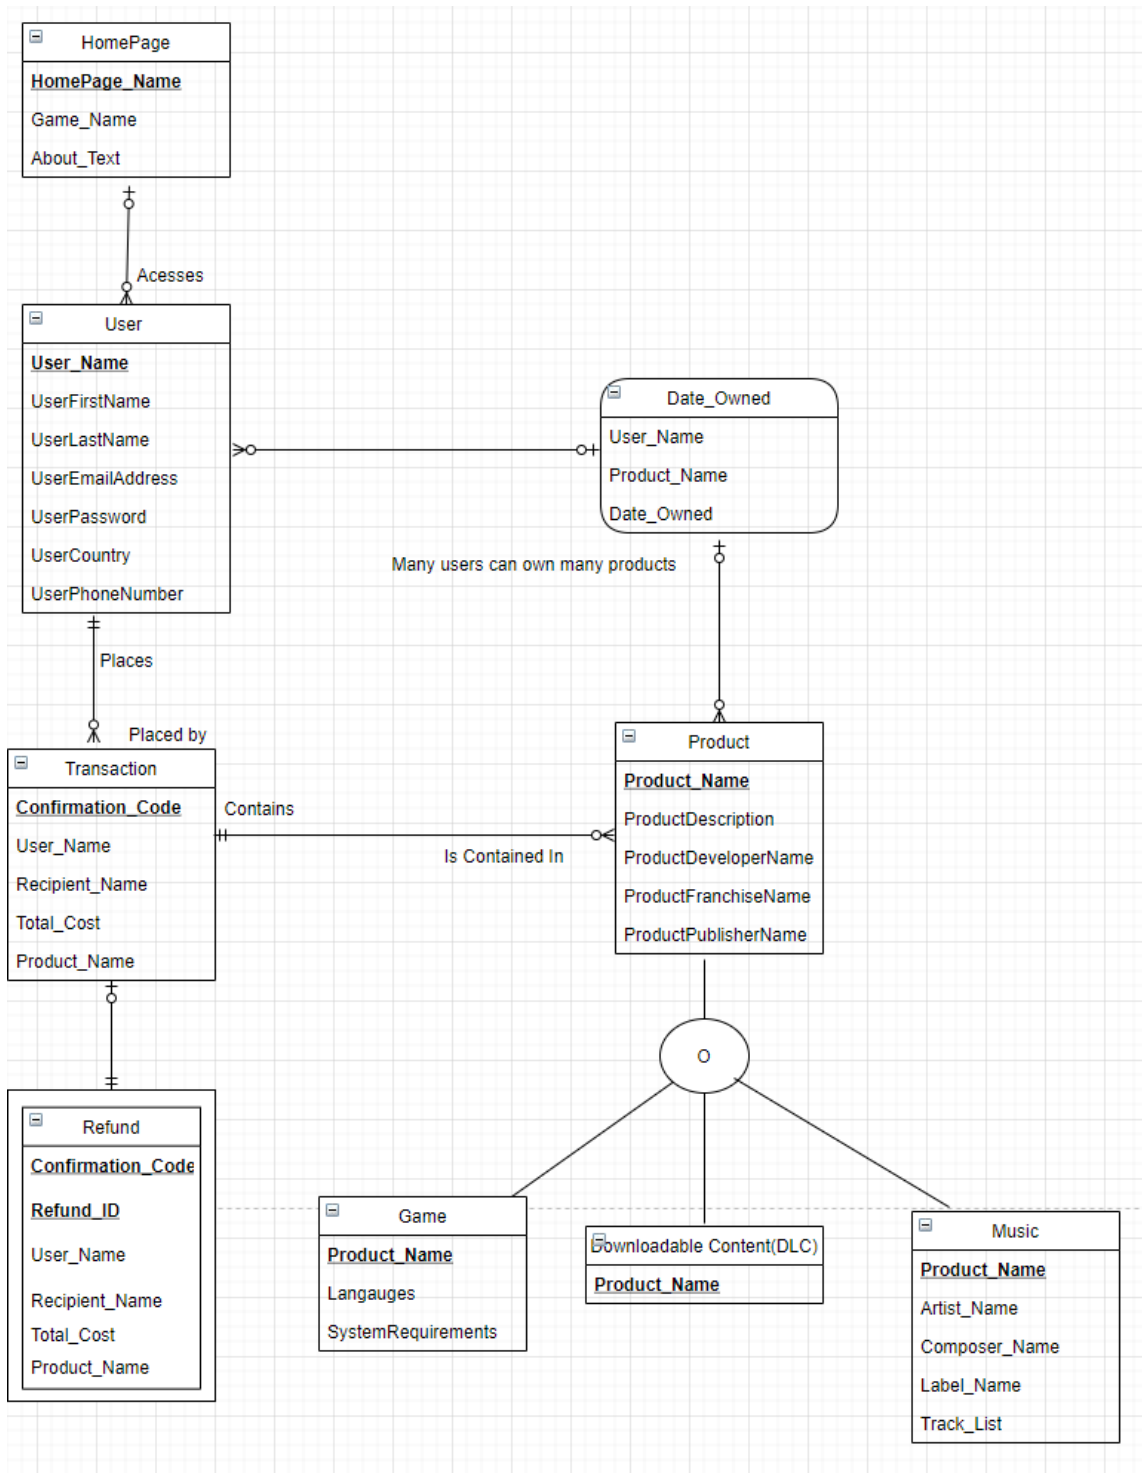 HomePage
HomePage_Name
Game_Name
About_Text
Acesses
User
User_Name
UserFirstName
UserLastName
UserEmailAddress
UserPassword
UserCountry
UserPhoneNumber
Date_Owned
User_Name
Product_Name
Date_Owned
Many users can own many products
Places
Placed by
Transaction
Confirmation_Code
User_Name
Recipient_Name
Total_Cost
Product_Name
Contains
Is Contained In
Product
Product_Name
ProductDescription
ProductDeveloperName
ProductFranchiseName
ProductPublisherName
O
Refund
Confirmation_Code
Refund_ID
User_Name
Recipient_Name
Total_Cost
Product_Name
Game
Product_Name
Langauges
SystemRequirements
Downloadable Content(DLC)
Product_Name
Music
Product_Name
Artist_Name
Composer_Name
Label_Name
Track_List